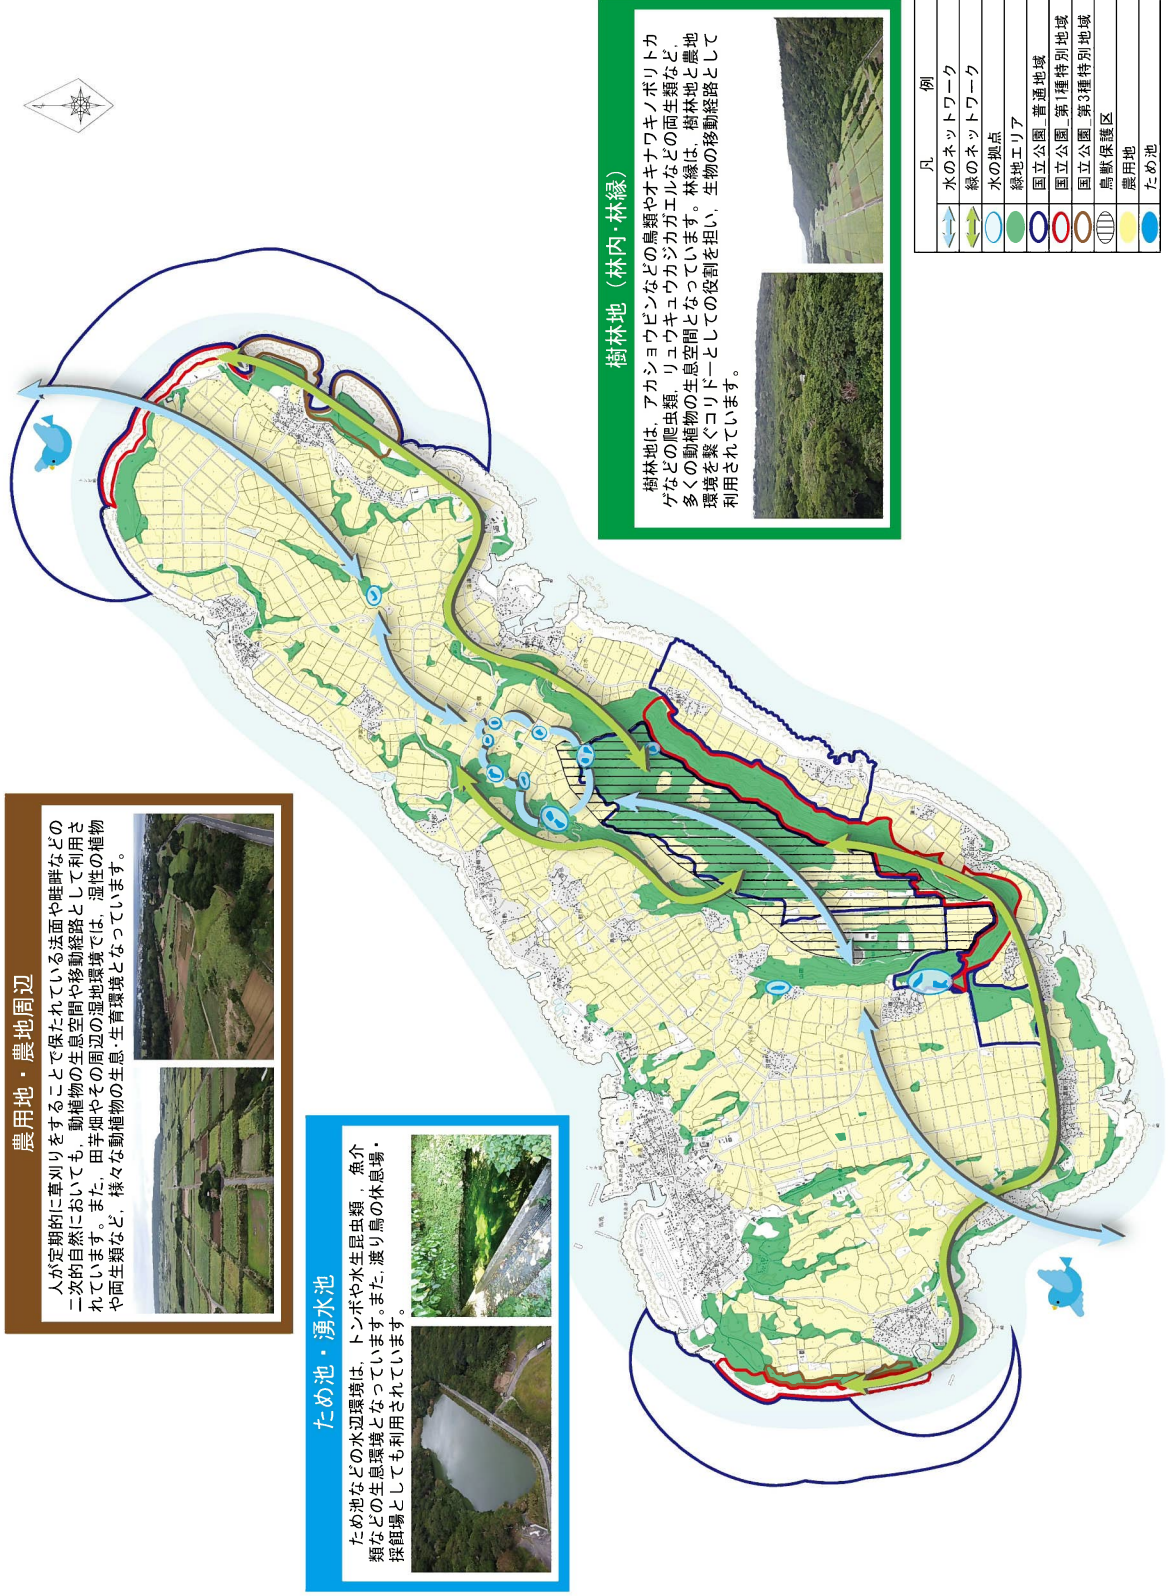 農用地・農地周辺
人が定期的に草刈りをすることで保たれている法面や畦畔などの
二次的自然においても，動植物の生息空間や移動経路として利用さ
れています。また，田芋畑やその周辺の湿地環境では，湿性の植物
や両生類など，様々な動植物の生息・生育環境となっています。
ため池・湧水池
ため池などの水辺環境は，トンボや水生昆虫類，魚介
類などの生息環境となっています。また，渡り鳥の休息場・
採餌場としても利用されています。
樹林地（林内・林縁）
樹林地は，アカショウビンなどの鳥類やオキナワキノボリトカ
ゲなどの爬虫類，リュウキュウカジカガエルなどの両生類など，
多くの動植物の生息空間となっています。林縁は，樹林地と農地
環境を繋ぐコリドーとしての役割を担い，生物の移動経路として
利用されています。
凡　例
水のネットワーク
緑のネットワーク
水の拠点
緑地エリア
国立公園_普通地域
国立公園_第1種特別地域
国立公園_第3種特別地域
鳥獣保護区
農用地
ため池